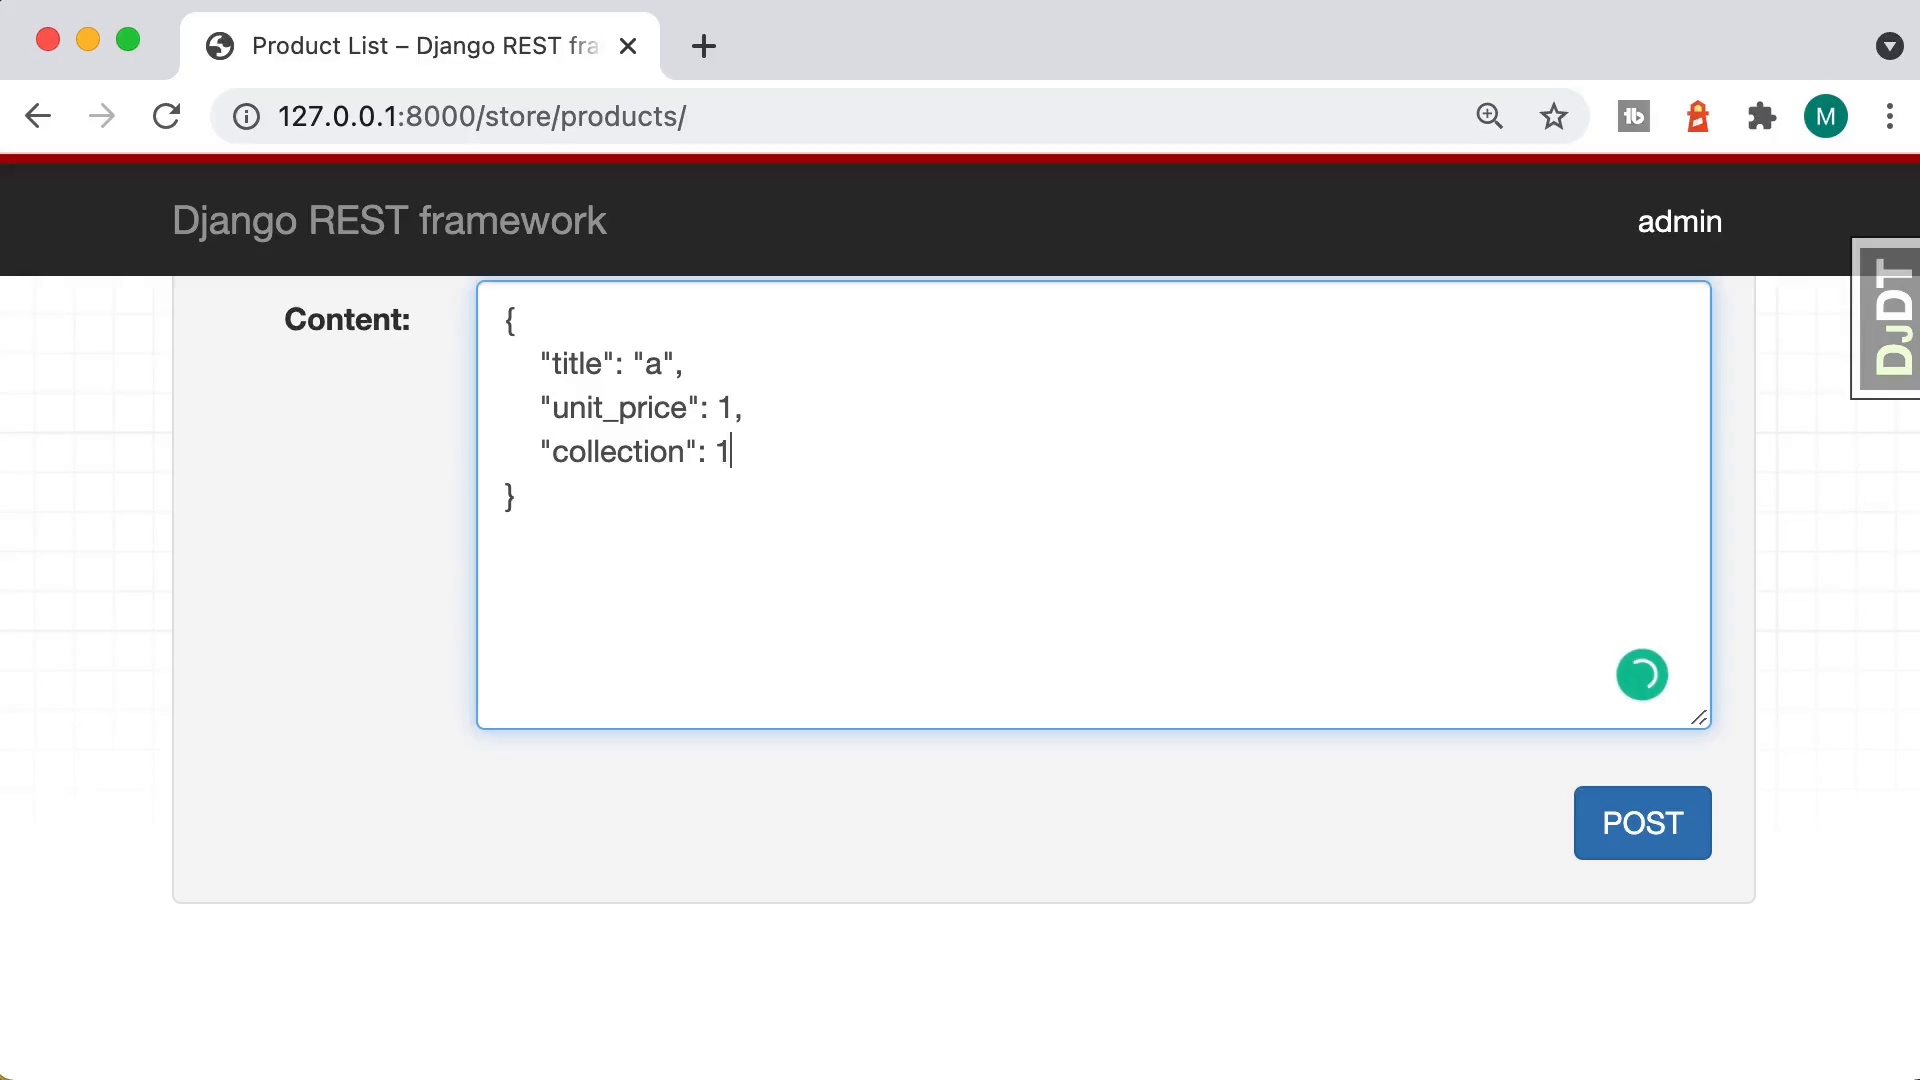 Product List – Django REST fra
127.0.0.1:8000/store/products/
M
Django REST framework
admin
DJDT
Content:
{
"title": "a",
"unit_price": 1,
"collection": 1
}
POST